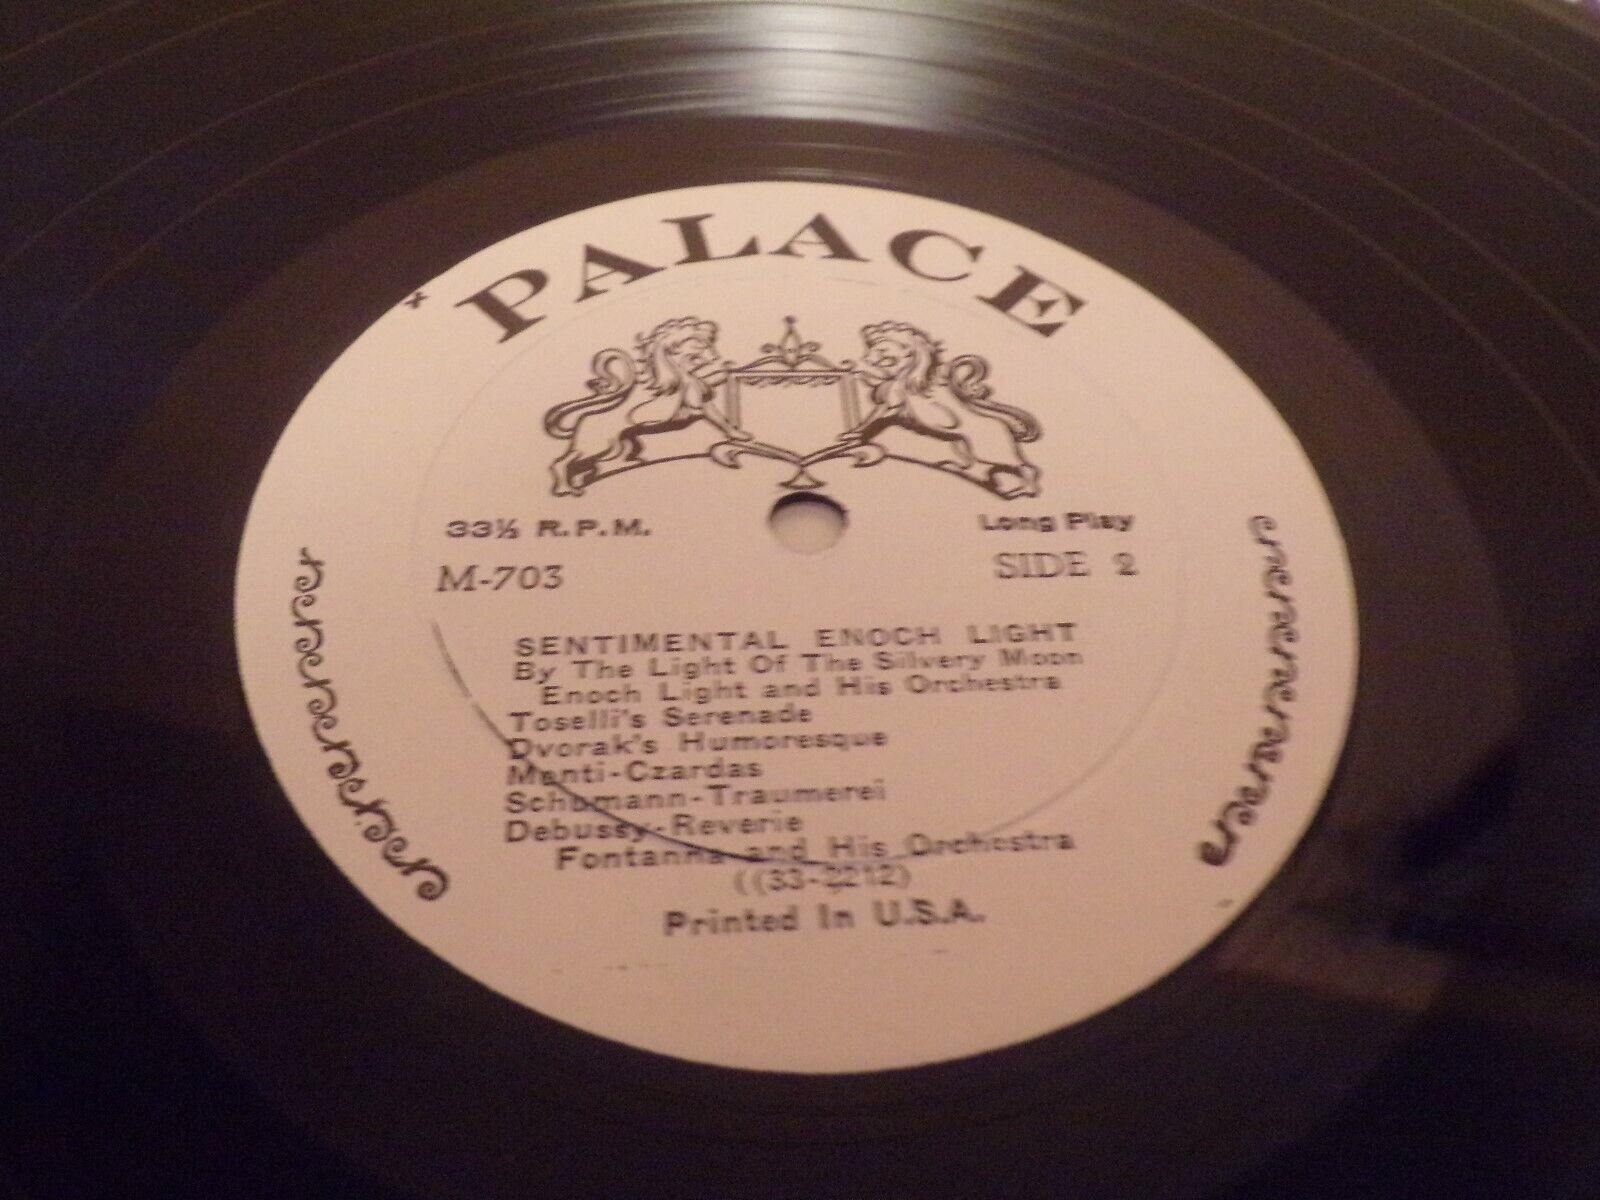 PALACE
33⅓ R.P.M. Long Play
M-703 SIDE 2
SENTIMENTAL ENOCH LIGHT
By The Light Of The Silvery Moon
Enoch Light and His Orchestra
Toselli's Serenade
Dvorak's Humoresque
Monti-Czardas
Schumann-Traumerei
Debussy-Reverie
Fontanna and His Orchestra
((33-2212)
Printed In U.S.A.